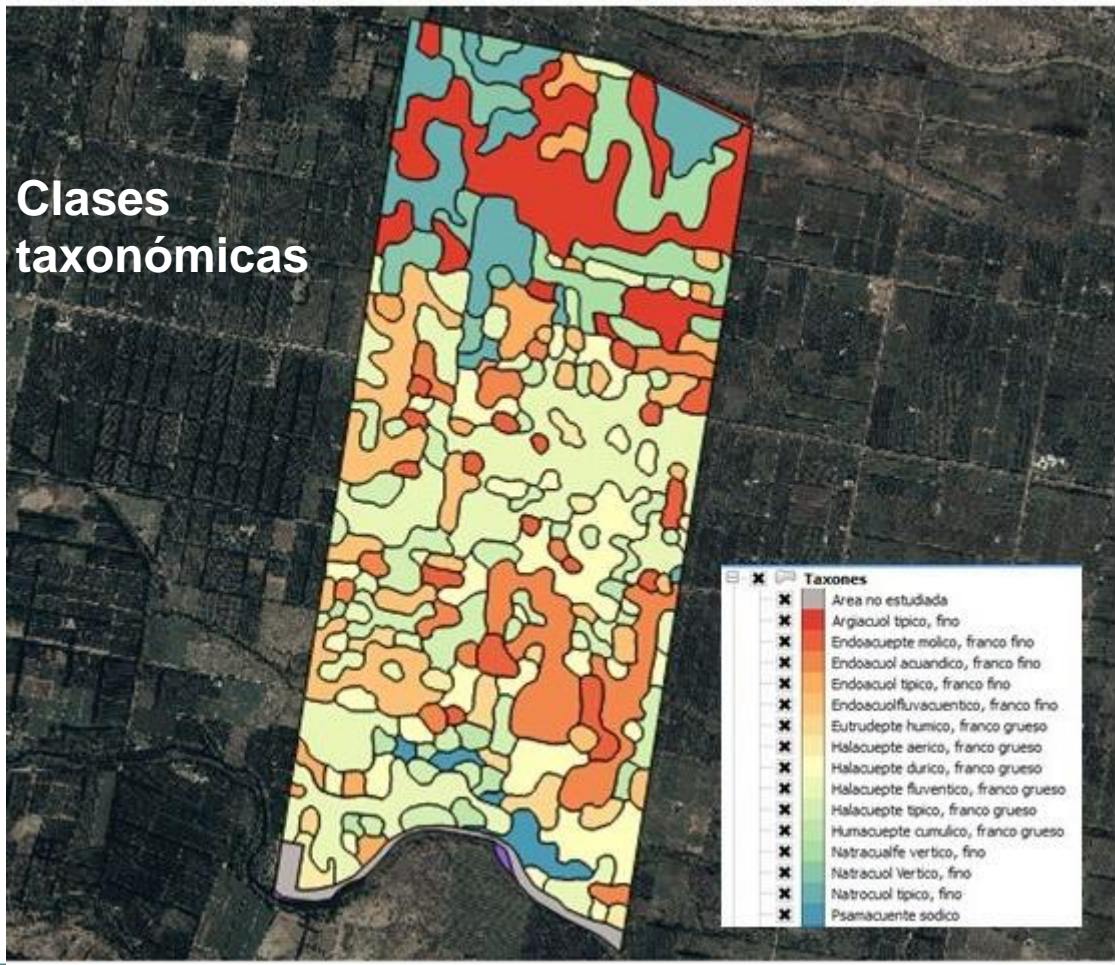 Clases
taxonómicas
Taxones
Area no estudiada
Argiacuol tipico, fino
Endoacuepte molico, franco fino
Endoacuol acuandico, franco fino
Endoacuol tipico, franco fino
Endoacuolfluvacuentico, franco fino
Eutrudepte humico, franco grueso
Halacuepte aerico, franco grueso
Halacuepte durico, franco grueso
Halacuepte fluventico, franco grueso
Halacuepte tipico, franco grueso
Humacuepte cumulico, franco grueso
Natracualfe vertico, fino
Natracuol Vertico, fino
Natrocuol tipico, fino
Psamacuente sodico